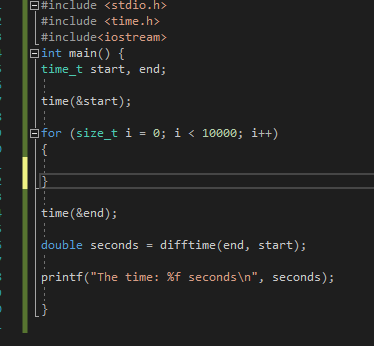 #include <stdio.h>
#include <time.h>
#include<iostream>
int main() {
time_t start, end;
time(&start);
for (size_t i = 0; i < 10000; i++)
{
}
time(&end);
double seconds = difftime(end, start);
printf("The time: %f seconds\n", seconds);
}